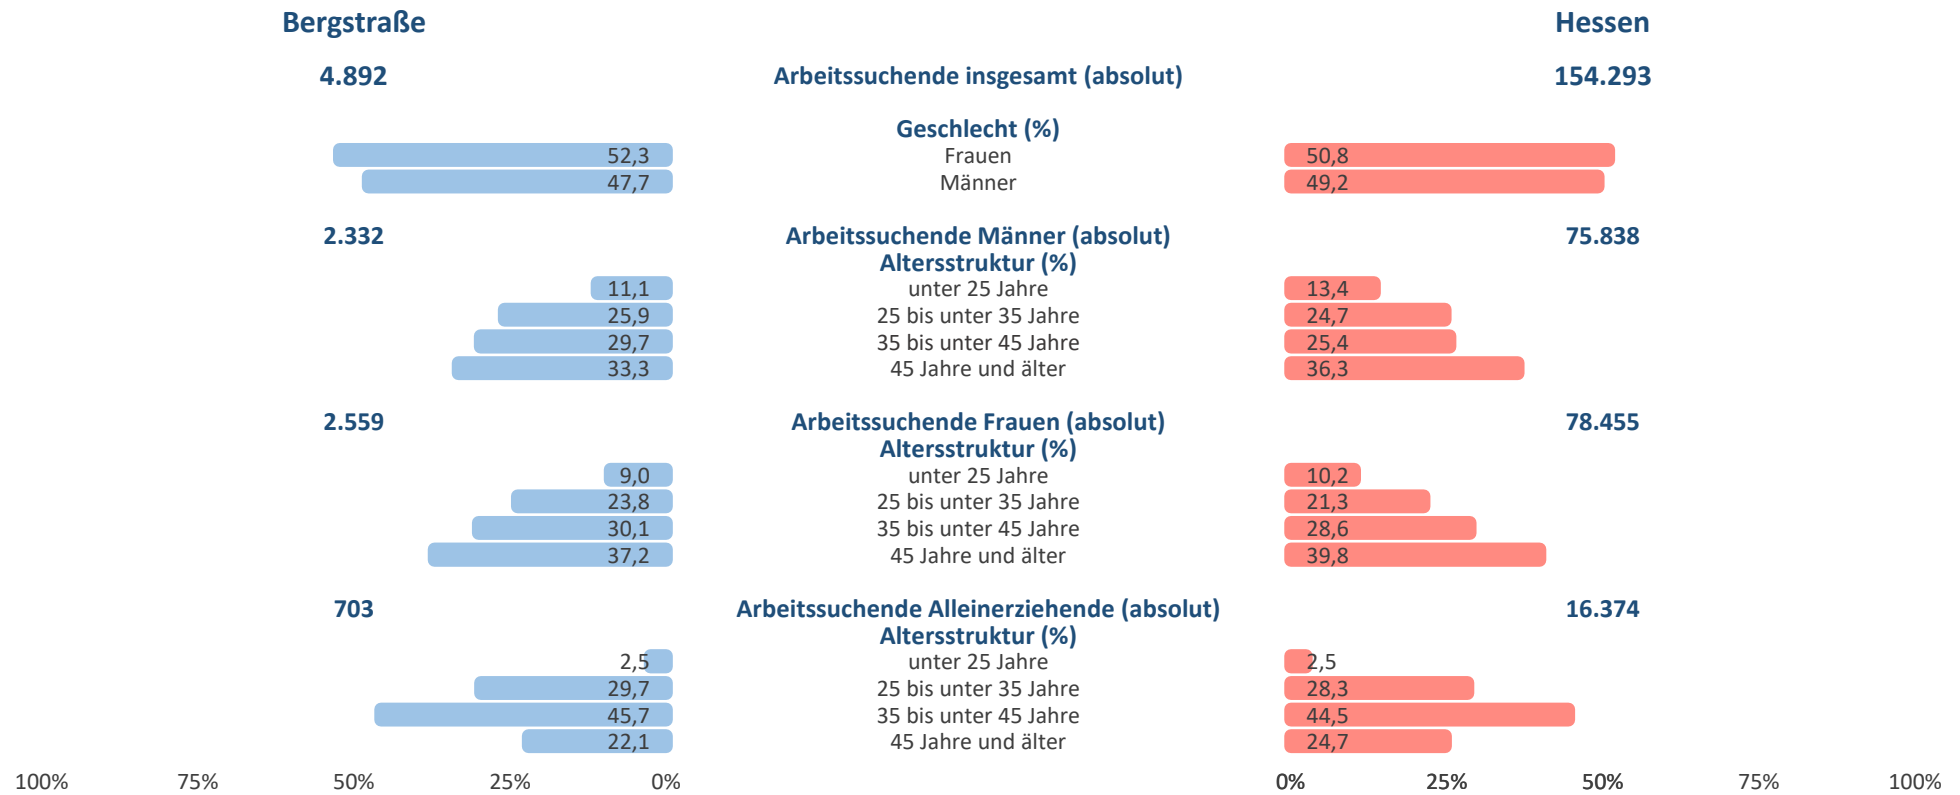 Bergstraße Hessen
4.892 Arbeitssuchende insgesamt (absolut) 154.293
Geschlecht (%)
52,3 Frauen 50,8
47,7 Männer 49,2
2.332 Arbeitssuchende Männer (absolut) 75.838
Altersstruktur (%)
11,1 unter 25 Jahre 13,4
25,9 25 bis unter 35 Jahre 24,7
29,7 35 bis unter 45 Jahre 25,4
33,3 45 Jahre und älter 36,3
2.559 Arbeitssuchende Frauen (absolut) 78.455
Altersstruktur (%)
9,0 unter 25 Jahre 10,2
23,8 25 bis unter 35 Jahre 21,3
30,1 35 bis unter 45 Jahre 28,6
37,2 45 Jahre und älter 39,8
703 Arbeitssuchende Alleinerziehende (absolut) 16.374
Altersstruktur (%)
2,5 unter 25 Jahre 2,5
29,7 25 bis unter 35 Jahre 28,3
45,7 35 bis unter 45 Jahre 44,5
22,1 45 Jahre und älter 24,7
100% 75% 50% 25% 0% 0% 25% 50% 75% 100%